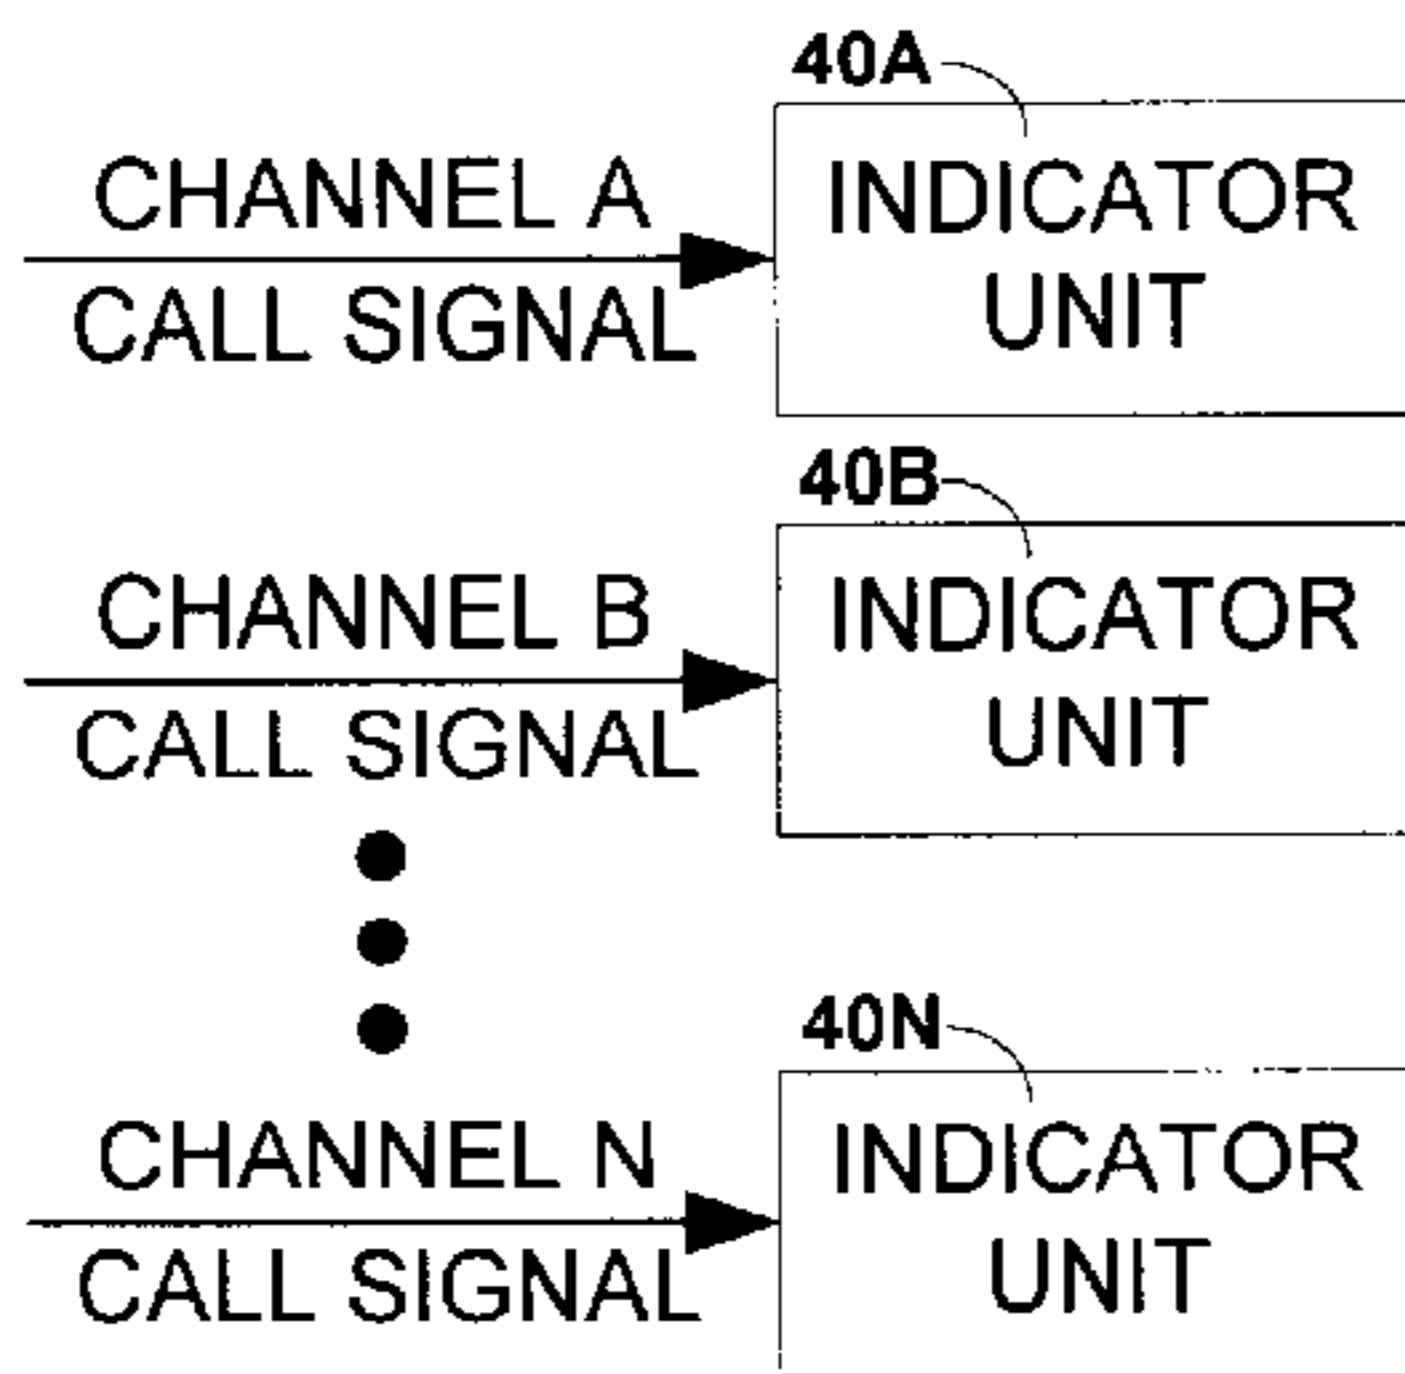 40A
CHANNEL A
CALL SIGNAL
INDICATOR
UNIT
40B
CHANNEL B
CALL SIGNAL
INDICATOR
UNIT
40N
CHANNEL N
CALL SIGNAL
INDICATOR
UNIT